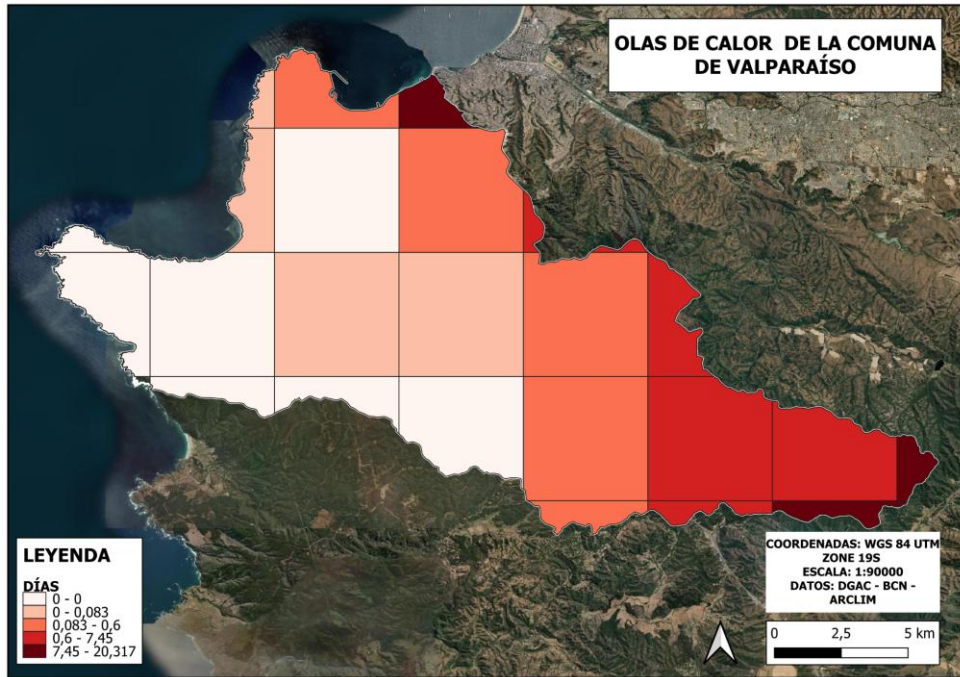 OLAS DE CALOR DE LA COMUNA
DE VALPARAÍSO
LEYENDA
DÍAS
0 - 0
0 - 0,083
0,083 - 0,6
0,6 - 7,45
7,45 - 20,317
COORDENADAS: WGS 84 UTM
ZONE 19S
ESCALA: 1:90000
DATOS: DGAC - BCN -
ARCLIM
0 2,5 5 km